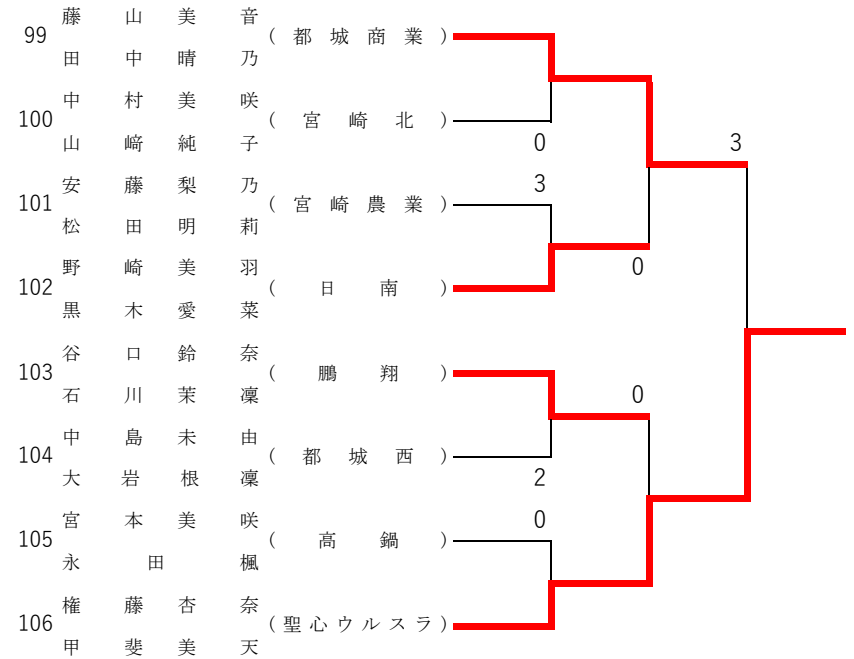 藤山美音
99 (都城商業)
田中晴乃
中村美咲
100 (宮崎北)
山﨑純子
0
3
安藤梨乃
101 (宮崎農業)
3
松田明莉
野崎美羽
0
102 (日南)
黒木愛菜
谷口鈴奈
103 (鵬翔)
石川茉凜
0
中島未由
104 (都城西)
大岩根凜
2
宮本美咲
0
105 (高鍋)
永田楓
権藤杏奈
106 (聖心ウルスラ)
甲斐美天